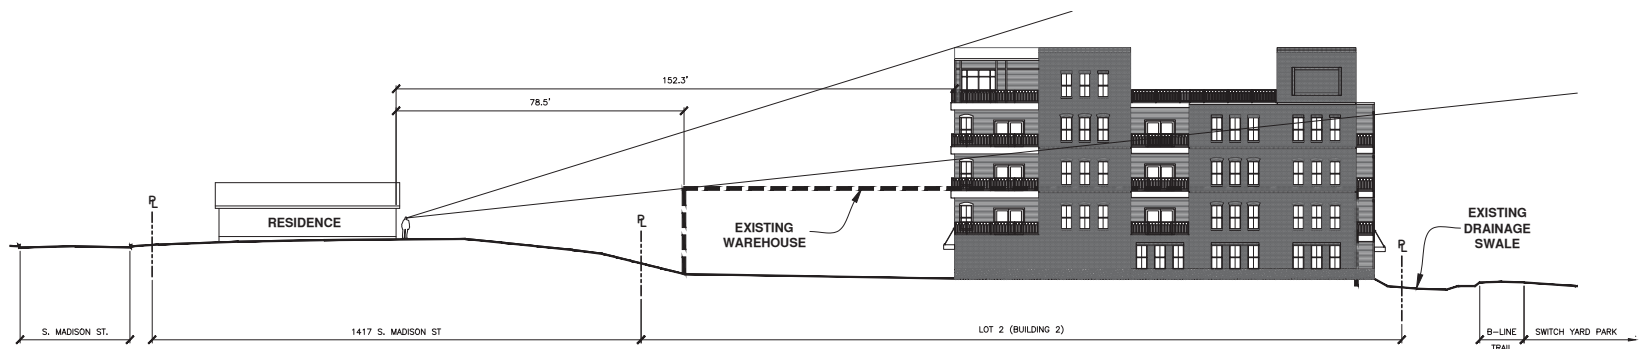 152.3'
78.5'
PL
RESIDENCE
PL
EXISTING
WAREHOUSE
EXISTING
DRAINAGE
SWALE
PL
S. MADISON ST.
1417 S. MADISON ST
LOT 2 (BUILDING 2)
B-LINE
TRAIL
SWITCH YARD PARK